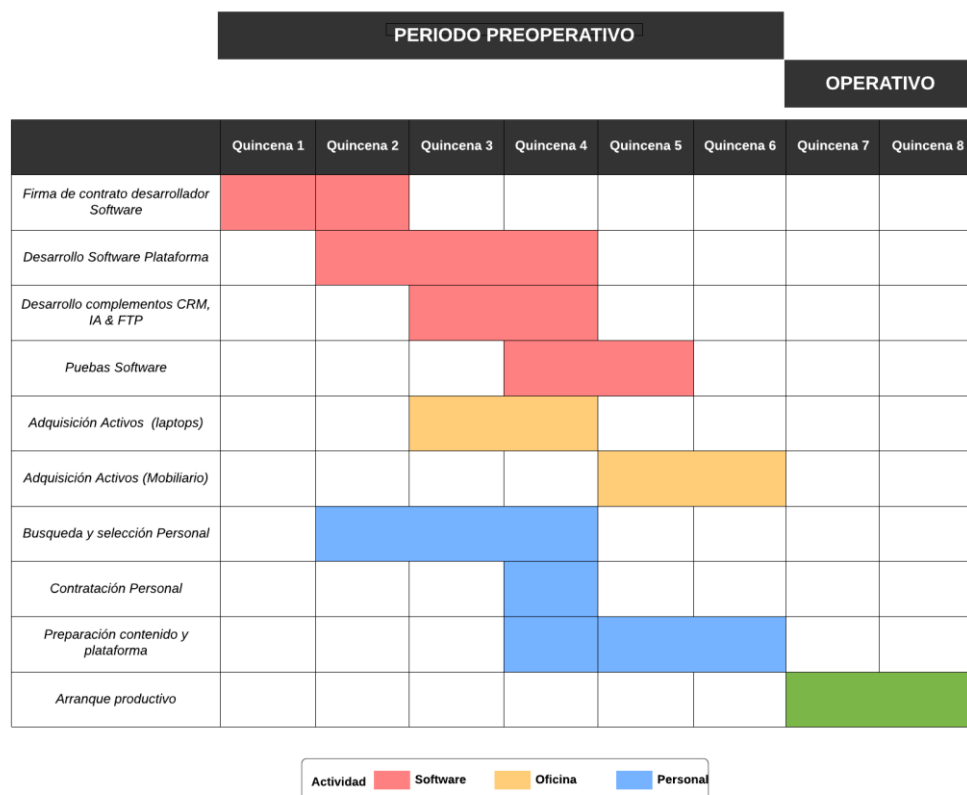 PERIODO PREOPERATIVO
OPERATIVO
Quincena 1 Quincena 2 Quincena 3 Quincena 4 Quincena 5 Quincena 6 Quincena 7 Quincena 8
Firma de contrato desarrollador
Software
Desarrollo Software Plataforma
Desarrollo complementos CRM,
IA & FTP
Puebas Software
Adquisición Activos (laptops)
Adquisición Activos (Mobiliario)
Busqueda y selección Personal
Contratación Personal
Preparación contenido y
plataforma
Arranque productivo
Actividad Software Oficina Personal